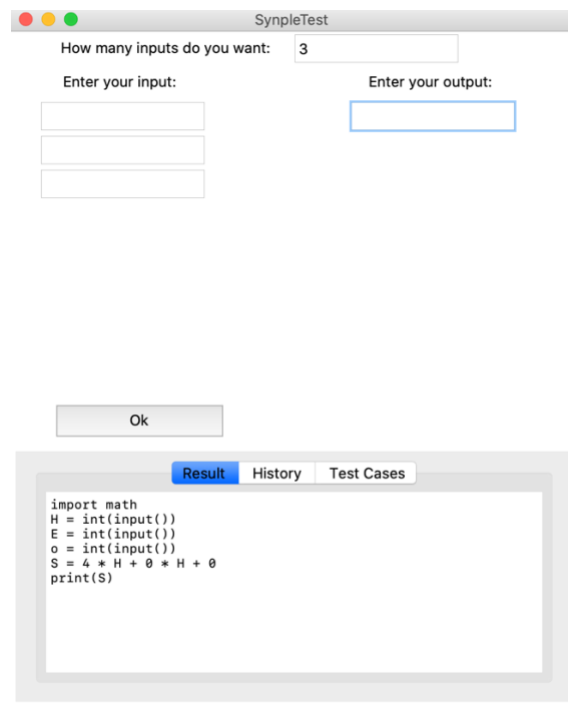 SynpleTest
How many inputs do you want: 3
Enter your input: Enter your output:
Ok
Result History Test Cases
import math
H = int(input())
E = int(input())
o = int(input())
S = 4 * H + 0 * H + 0
print(S)